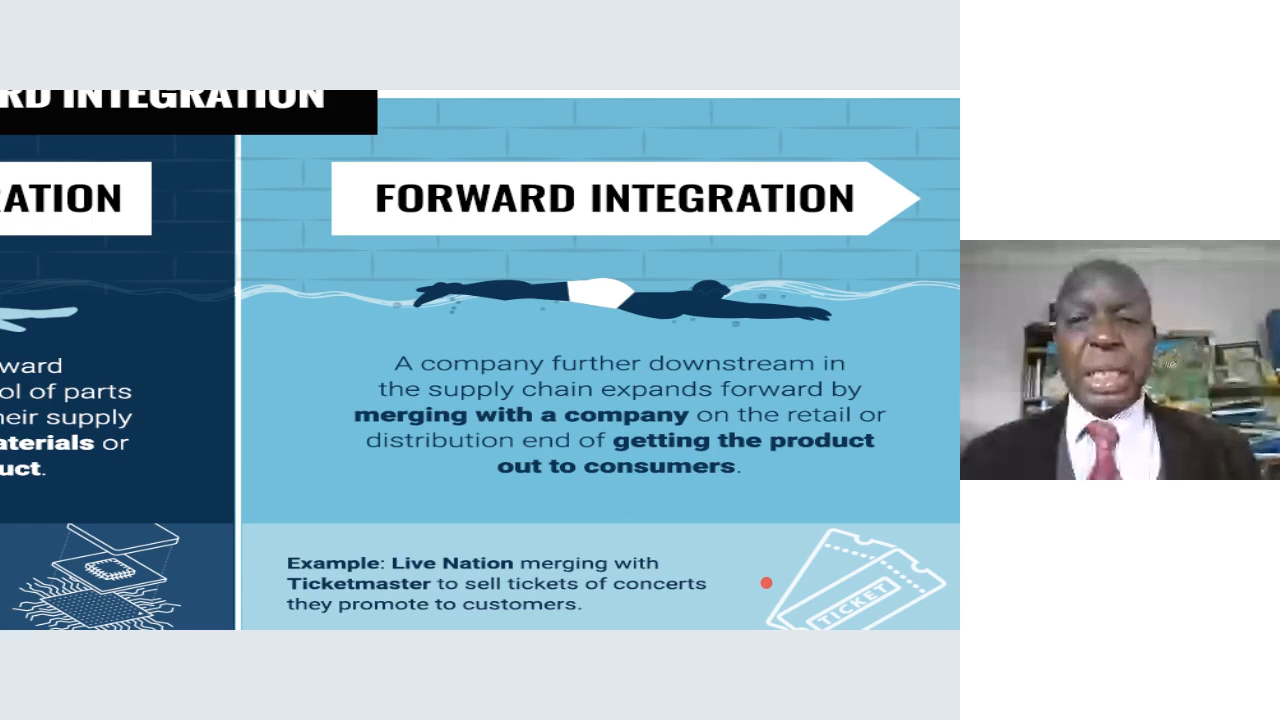 RD INTEGRATION
RATION
FORWARD INTEGRATION
ward
ol of parts
heir supply
aterials or
uct.
A company further downstream in
the supply chain expands forward by
merging with a company on the retail or
distribution end of getting the product
out to consumers.
Example: Live Nation merging with
Ticketmaster to sell tickets of concerts
they promote to customers.
TICKET